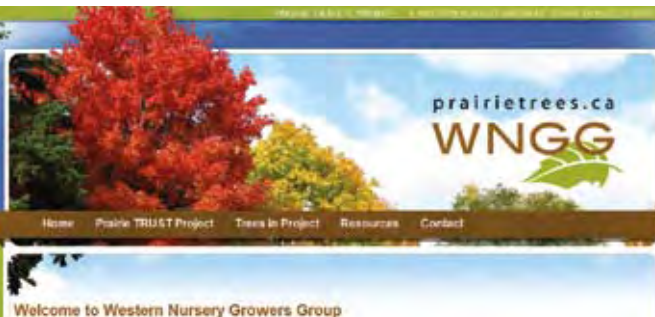 prairietrees.ca
WNGG
Home Prairie TRUST Project Trees in Project Resources Contact
Welcome to Western Nursery Growers Group